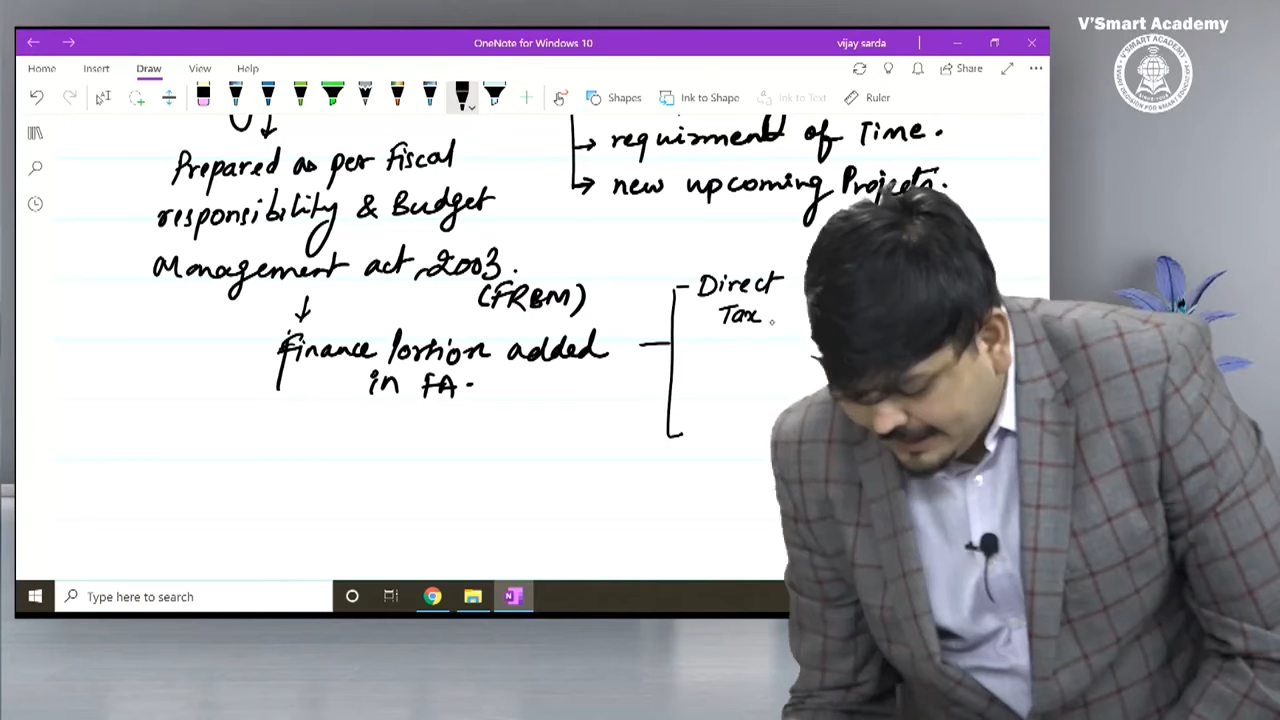 V'Smart Academy
OneNote for Windows 10
vijay sarda
Home Insert Draw View Help
Share
Shapes
Ink to Shape
Ink to Text
Ruler
→ requirment of Time.
→ new upcoming Projects.
Prepared as per Fiscal
responsibility & Budget
Management act, 2003.
(FRBM)
↓
Finance Portion added
in FA.
Direct
Tax
Type here to search